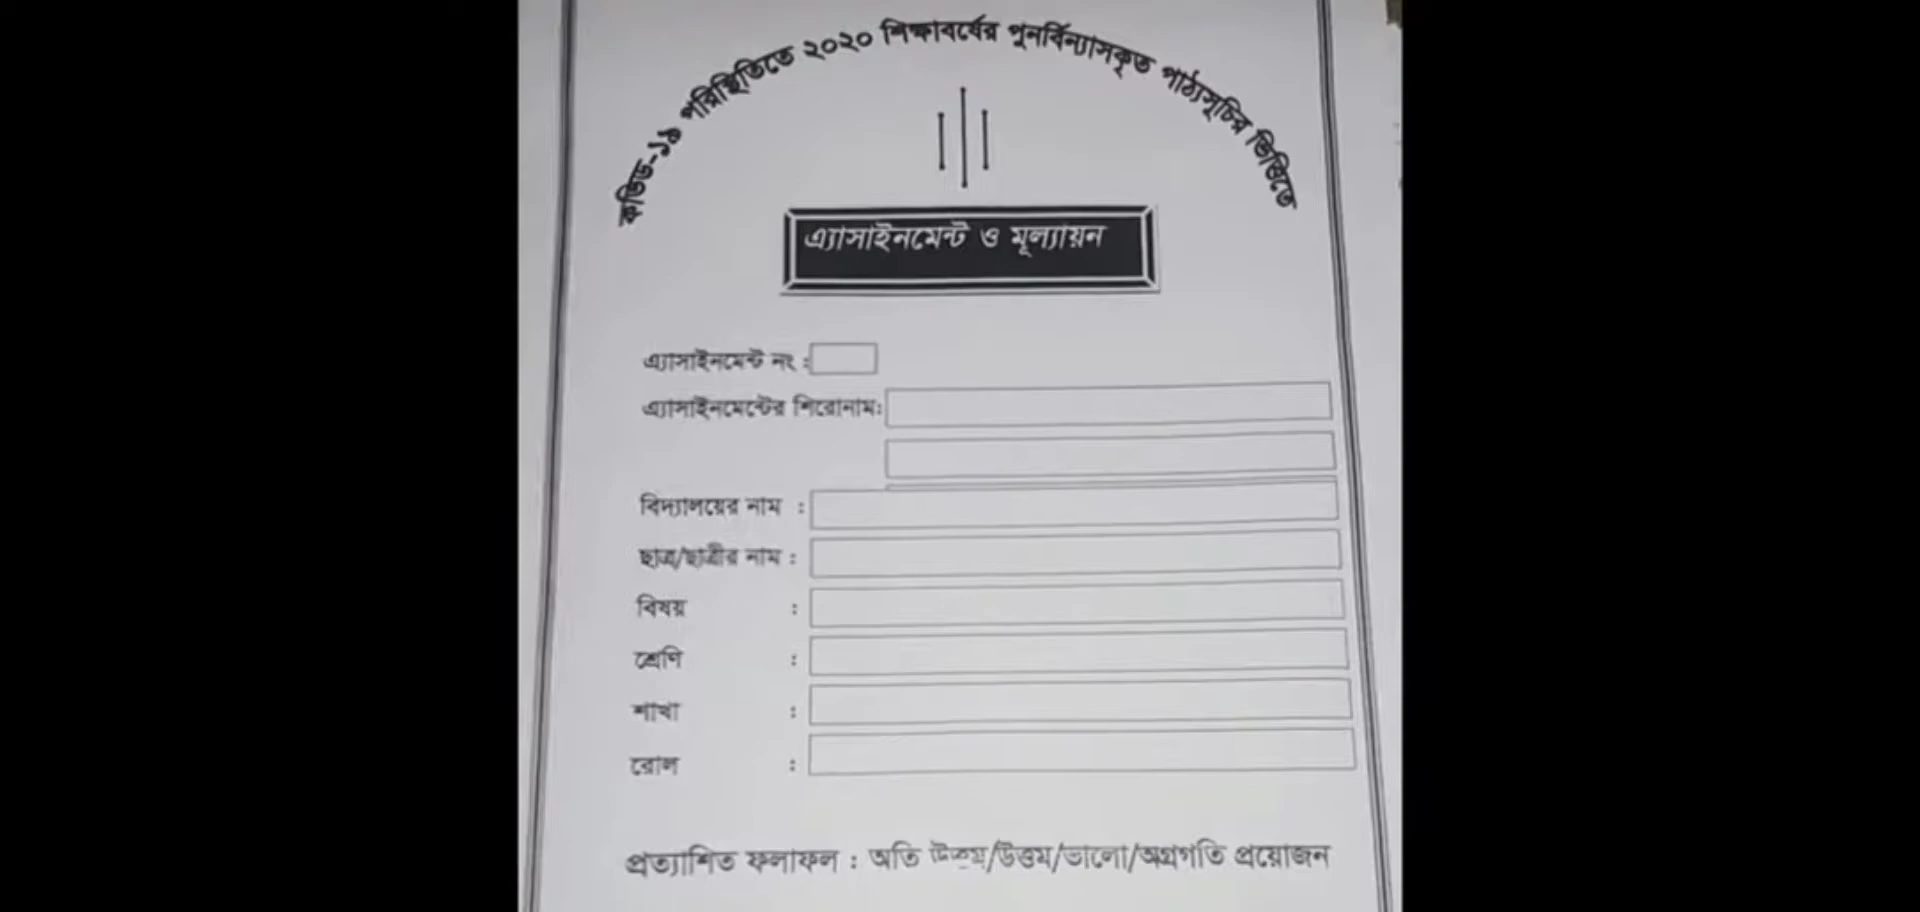 কভিড-১৯ পরিস্থিতিতে ২০২০ শিক্ষাবর্ষের পুনর্বিন্যাসকৃত পাঠ্যসূচির ভিত্তিতে
এ্যাসাইনমেন্ট ও মূল্যায়ন
এ্যাসাইনমেন্ট নং :
এ্যাসাইনমেন্টের শিরোনাম:
বিদ্যালয়ের নাম :
ছাত্র/ছাত্রীর নাম :
বিষয় :
শ্রেণি :
শাখা :
রোল :
প্রত্যাশিত ফলাফল : অতি উত্তম/উত্তম/ভালো/অগ্রগতি প্রয়োজন